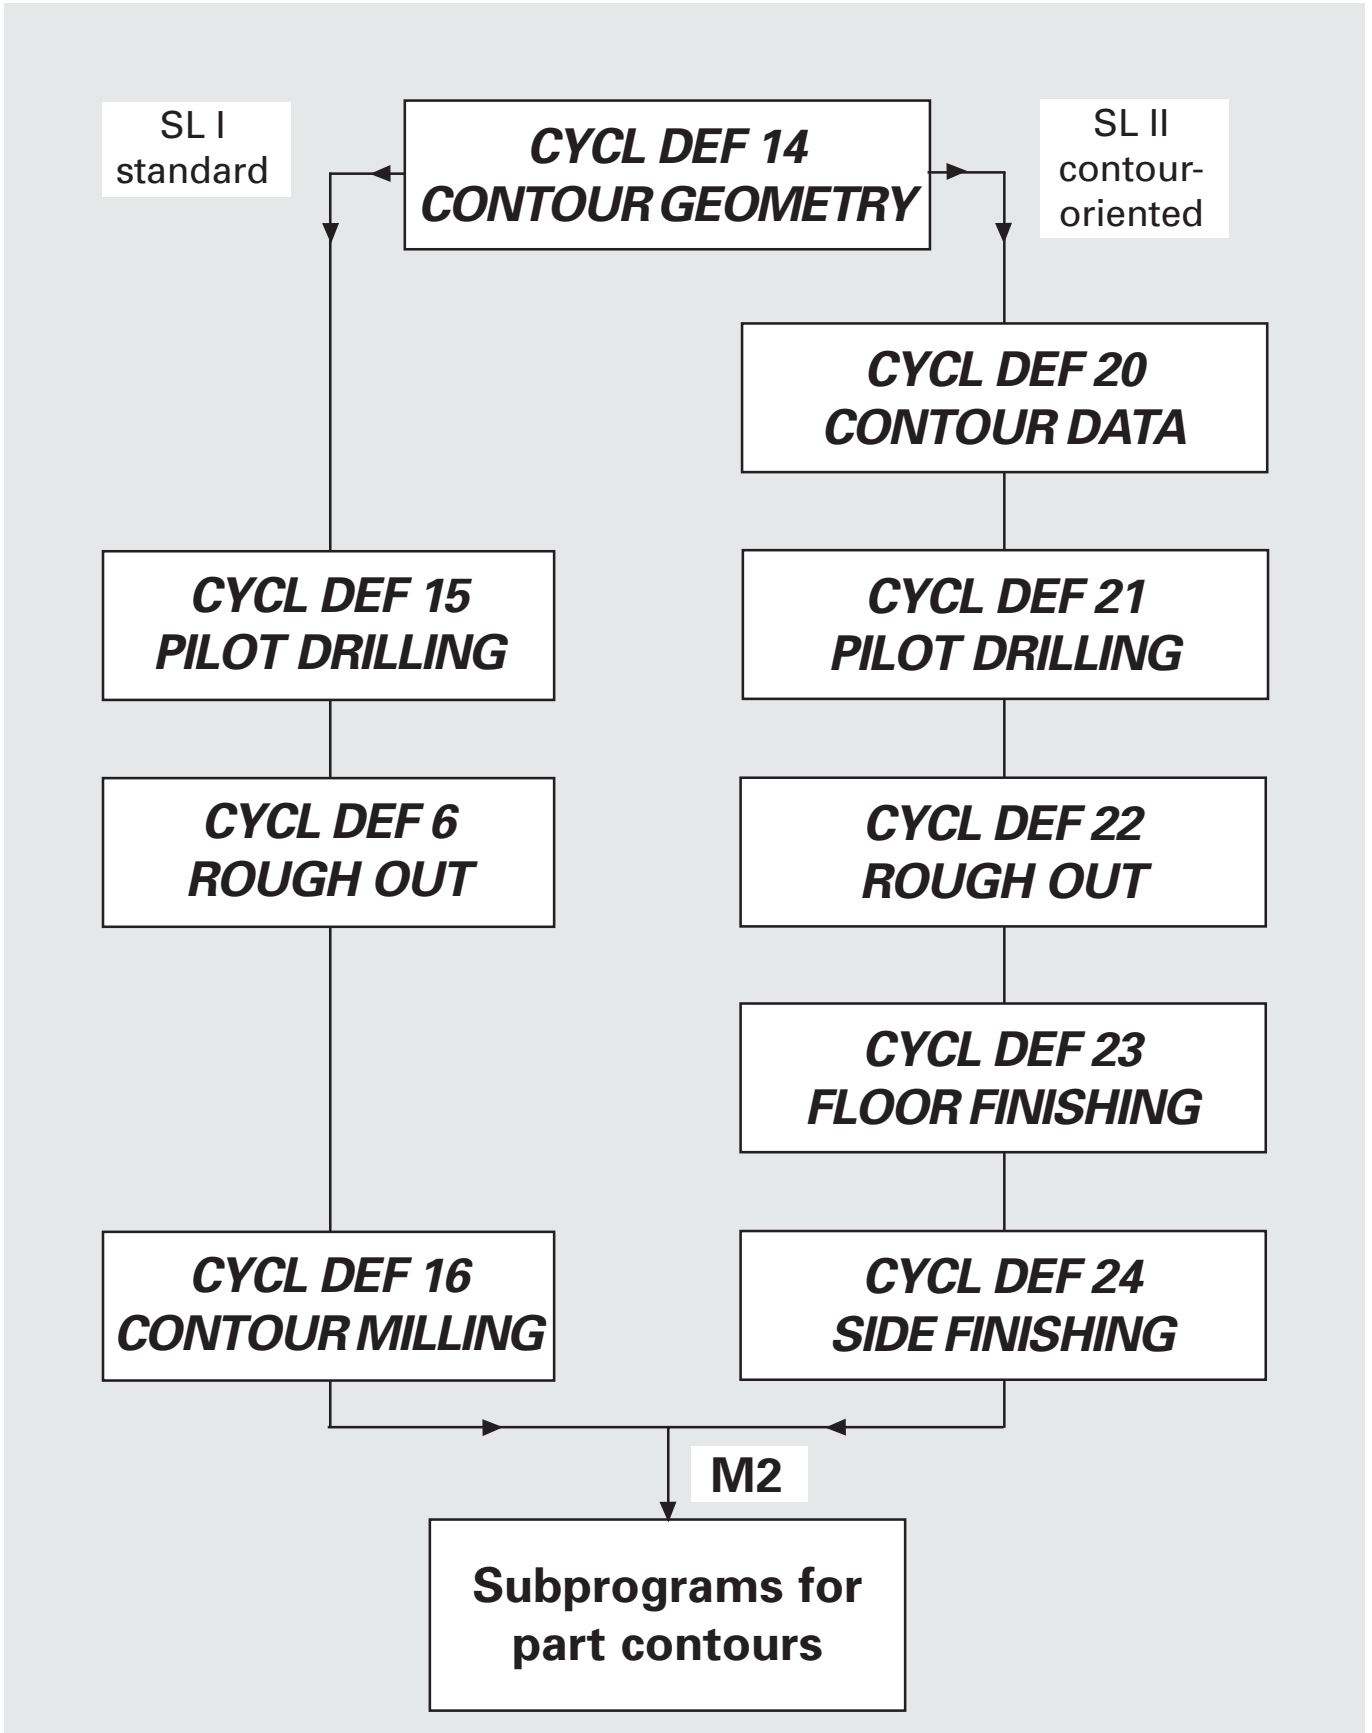 SL I
standard
CYCL DEF 14
CONTOUR GEOMETRY
SL II
contour-
oriented
CYCL DEF 20
CONTOUR DATA
CYCL DEF 15
PILOT DRILLING
CYCL DEF 21
PILOT DRILLING
CYCL DEF 6
ROUGH OUT
CYCL DEF 22
ROUGH OUT
CYCL DEF 23
FLOOR FINISHING
CYCL DEF 16
CONTOUR MILLING
CYCL DEF 24
SIDE FINISHING
M2
Subprograms for
part contours